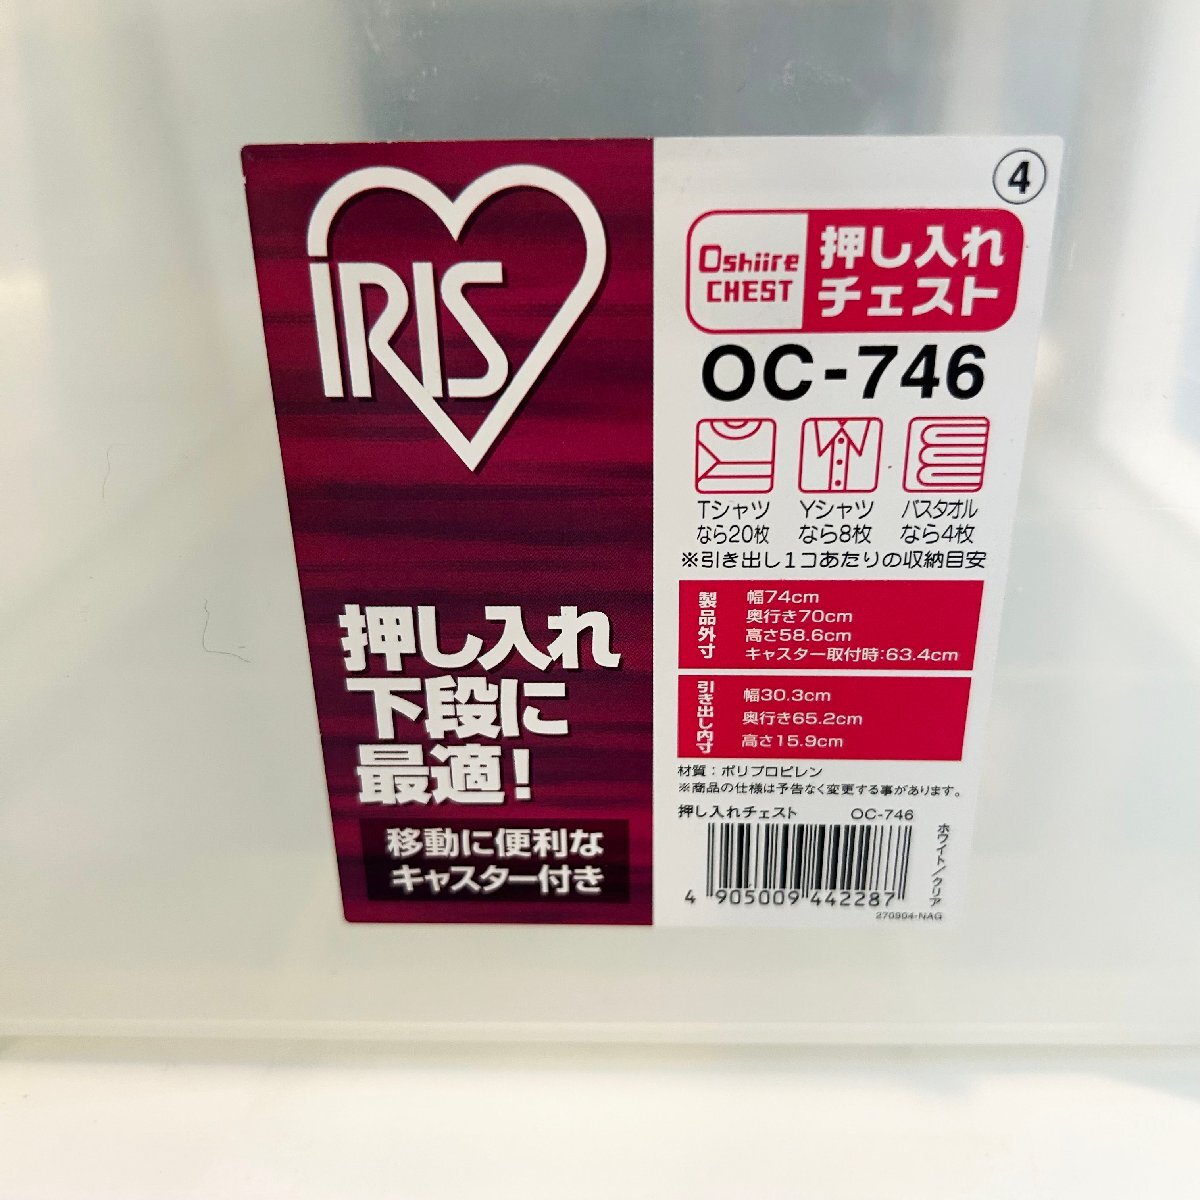 IRIS
押し入れ
下段に
最適!
移動に便利な
キャスター付き
④
Oshiire
CHEST
押し入れ
チェスト
OC-746
Tシャツ
なら20枚
Yシャツ
なら8枚
バスタオル
なら4枚
※引き出し1コあたりの収納目安
製品外寸
幅74cm
奥行き70cm
高さ58.6cm
キャスター取付時:63.4cm
引き出し内寸
幅30.3cm
奥行き65.2cm
高さ15.9cm
材質:ポリプロピレン
※商品の仕様は予告なく変更する事があります。
押し入れチェスト OC-746
ホワイト/クリア
4 905009 442287
270904-NAG